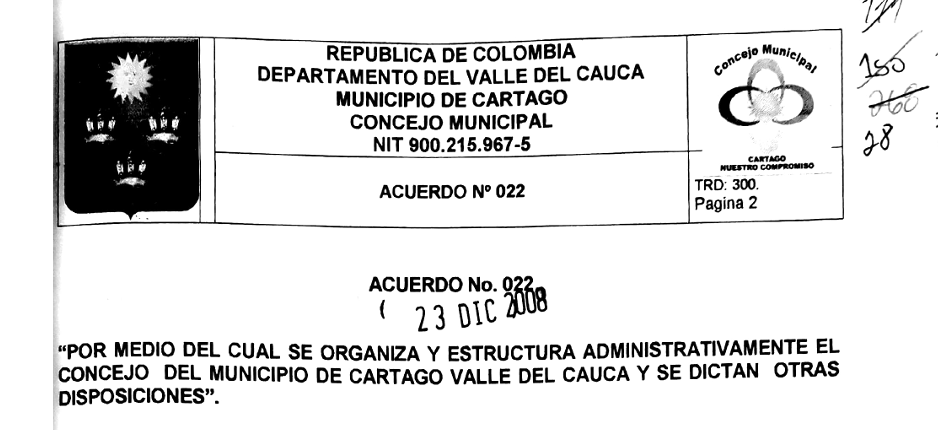 REPUBLICA DE COLOMBIA
DEPARTAMENTO DEL VALLE DEL CAUCA
MUNICIPIO DE CARTAGO
CONCEJO MUNICIPAL
NIT 900.215.967-5
ACUERDO Nº 022
Concejo Municipal
CARTAGO
NUESTRO COMPROMISO
TRD: 300.
Pagina 2
180
260
28
ACUERDO No. 022
( 23 DIC 2008
“POR MEDIO DEL CUAL SE ORGANIZA Y ESTRUCTURA ADMINISTRATIVAMENTE EL
CONCEJO DEL MUNICIPIO DE CARTAGO VALLE DEL CAUCA Y SE DICTAN OTRAS
DISPOSICIONES”.